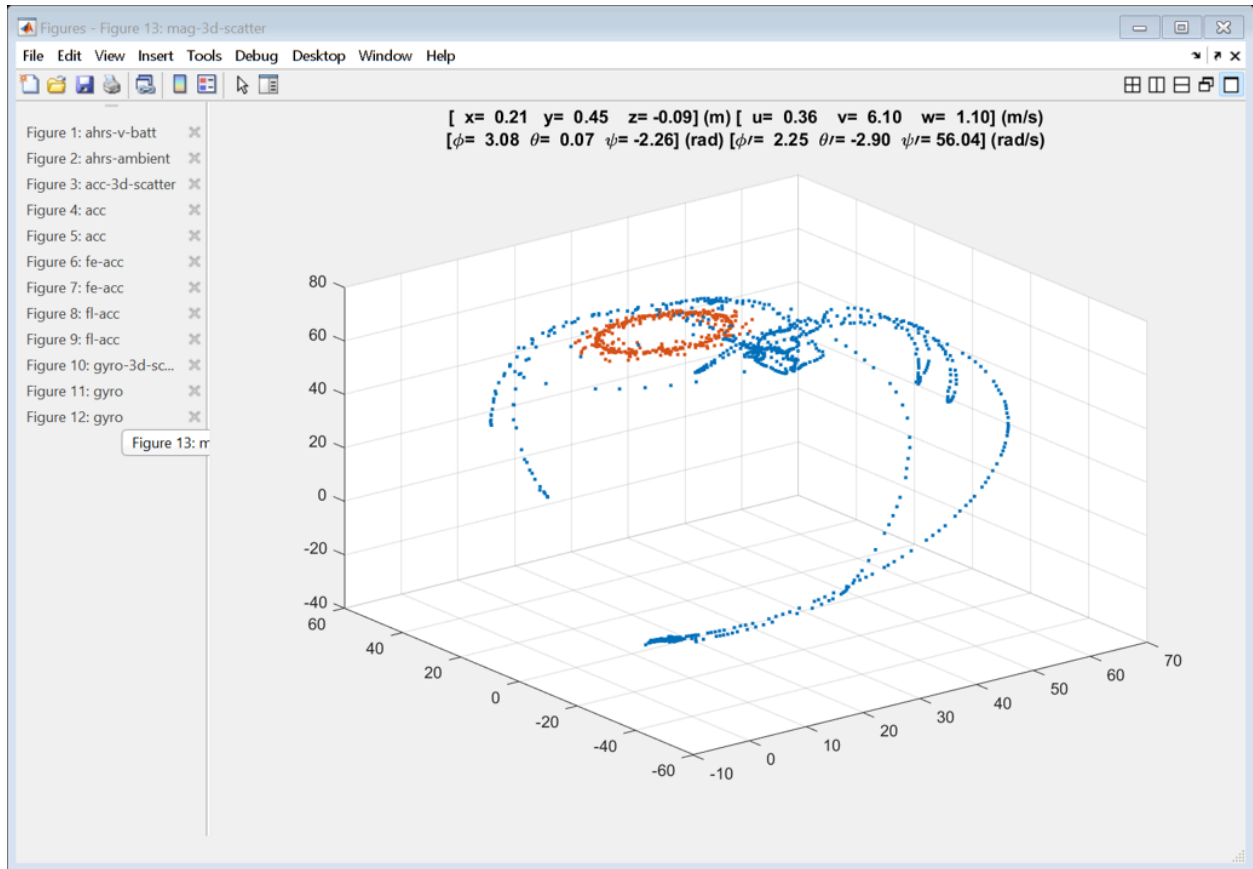 Figures - Figure 13: mag-3d-scatter
File Edit View Insert Tools Debug Desktop Window Help
Figure 1: ahrs-v-batt
Figure 2: ahrs-ambient
Figure 3: acc-3d-scatter
Figure 4: acc
Figure 5: acc
Figure 6: fe-acc
Figure 7: fe-acc
Figure 8: fl-acc
Figure 9: fl-acc
Figure 10: gyro-3d-sc...
Figure 11: gyro
Figure 12: gyro
Figure 13: m
[ x= 0.21 y= 0.45 z= -0.09] (m) [ u= 0.36 v= 6.10 w= 1.10] (m/s)
[ϕ= 3.08 θ= 0.07 ψ= -2.26] (rad) [ϕ′= 2.25 θ′= -2.90 ψ′= 56.04] (rad/s)
80
60
40
20
0
-20
-40
60
40
20
0
-20
-40
-60
-10
0
10
20
30
40
50
60
70